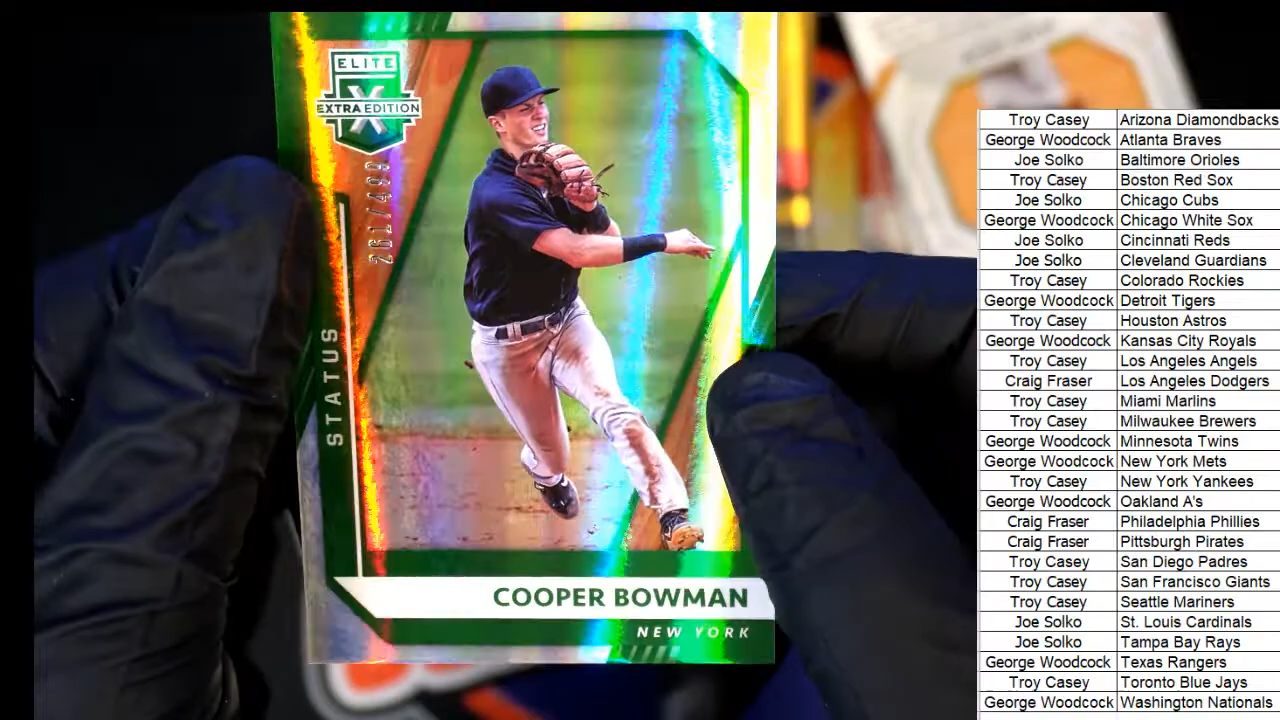 ELITE
X
EXTRA EDITION
261/499
STATUS
COOPER BOWMAN
NEW YORK
Troy Casey Arizona Diamondbacks
George Woodcock Atlanta Braves
Joe Solko Baltimore Orioles
Troy Casey Boston Red Sox
Joe Solko Chicago Cubs
George Woodcock Chicago White Sox
Joe Solko Cincinnati Reds
Joe Solko Cleveland Guardians
Troy Casey Colorado Rockies
George Woodcock Detroit Tigers
Troy Casey Houston Astros
George Woodcock Kansas City Royals
Troy Casey Los Angeles Angels
Craig Fraser Los Angeles Dodgers
Troy Casey Miami Marlins
Troy Casey Milwaukee Brewers
George Woodcock Minnesota Twins
George Woodcock New York Mets
Troy Casey New York Yankees
George Woodcock Oakland A's
Craig Fraser Philadelphia Phillies
Craig Fraser Pittsburgh Pirates
Troy Casey San Diego Padres
Troy Casey San Francisco Giants
Troy Casey Seattle Mariners
Joe Solko St. Louis Cardinals
Joe Solko Tampa Bay Rays
George Woodcock Texas Rangers
Troy Casey Toronto Blue Jays
George Woodcock Washington Nationals